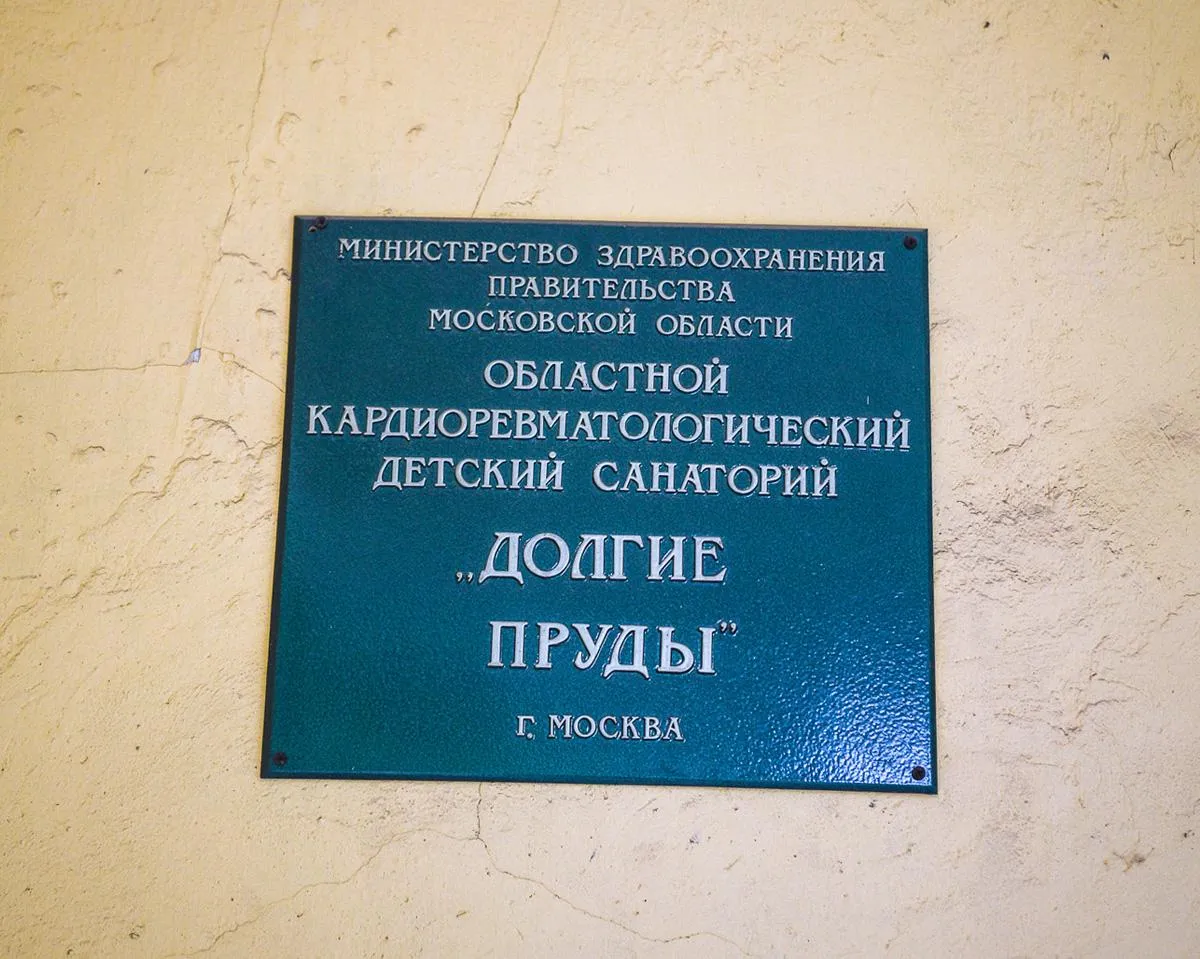 МИНИСТЕРСТВО ЗДРАВООХРАНЕНИЯ
ПРАВИТЕЛЬСТВА
МОСКОВСКОЙ ОБЛАСТИ
ОБЛАСТНОЙ
КАРДИОРЕВМАТОЛОГИЧЕСКИЙ
ДЕТСКИЙ САНАТОРИЙ
„ДОЛГИЕ
ПРУДЫ”
Г. МОСКВА